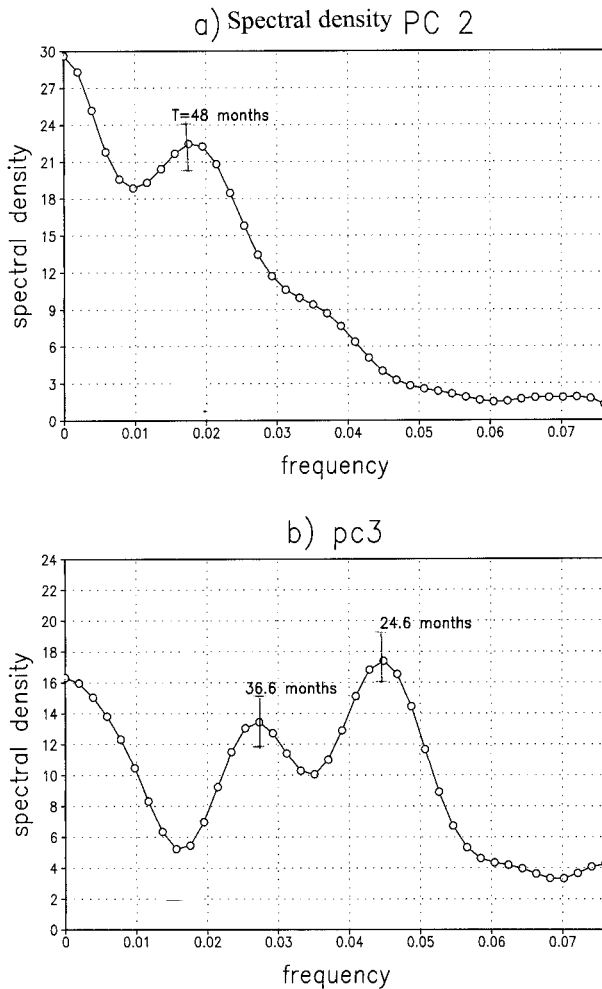 a) Spectral density PC 2
30
27
24
21
18
15
12
9
6
3
0
spectral density
T=48 months
0 0.01 0.02 0.03 0.04 0.05 0.06 0.07
frequency
b) pc3
24
22
20
18
16
14
12
10
8
6
4
2
0
spectral density
24.6 months
36.6 months
0 0.01 0.02 0.03 0.04 0.05 0.06 0.07
frequency